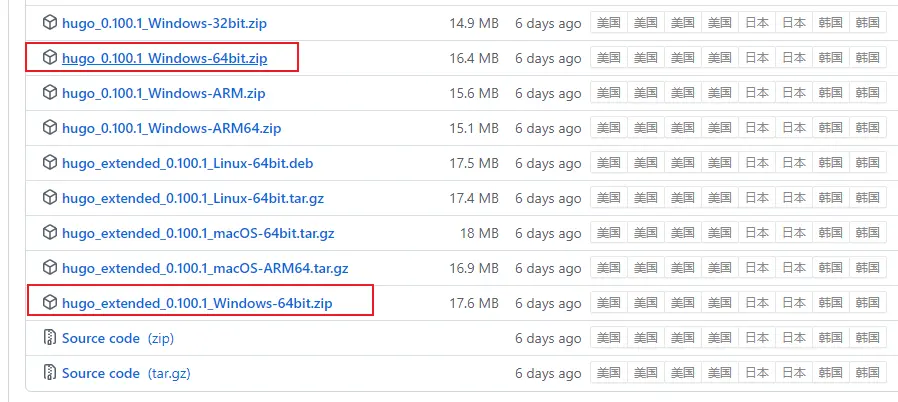 hugo_0.100.1_Windows-32bit.zip 14.9 MB 6 days ago 美国 美国 美国 美国 日本 日本 韩国 韩国
hugo_0.100.1_Windows-64bit.zip 16.4 MB 6 days ago 美国 美国 美国 美国 日本 日本 韩国 韩国
hugo_0.100.1_Windows-ARM.zip 15.6 MB 6 days ago 美国 美国 美国 美国 日本 日本 韩国 韩国
hugo_0.100.1_Windows-ARM64.zip 15.1 MB 6 days ago 美国 美国 美国 美国 日本 日本 韩国 韩国
hugo_extended_0.100.1_Linux-64bit.deb 17.5 MB 6 days ago 美国 美国 美国 美国 日本 日本 韩国 韩国
hugo_extended_0.100.1_Linux-64bit.tar.gz 17.4 MB 6 days ago 美国 美国 美国 美国 日本 日本 韩国 韩国
hugo_extended_0.100.1_macOS-64bit.tar.gz 18 MB 6 days ago 美国 美国 美国 美国 日本 日本 韩国 韩国
hugo_extended_0.100.1_macOS-ARM64.tar.gz 16.9 MB 6 days ago 美国 美国 美国 美国 日本 日本 韩国 韩国
hugo_extended_0.100.1_Windows-64bit.zip 17.6 MB 6 days ago 美国 美国 美国 美国 日本 日本 韩国 韩国
Source code (zip) 6 days ago 美国 美国 美国 美国 日本 日本 韩国 韩国
Source code (tar.gz) 6 days ago 美国 美国 美国 美国 日本 日本 韩国 韩国